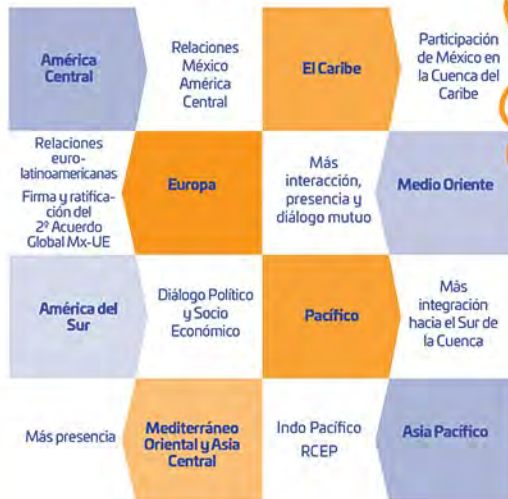 América
Central
Relaciones
México
América
Central
El Caribe
Participación
de México en
la Cuenca del
Caribe
Relaciones
euro-
latinoamericanas
Firma y ratifica-
ción del
2º Acuerdo
Global Mx-UE
Europa
Más
interacción,
presencia y
diálogo mutuo
Medio Oriente
América del
Sur
Diálogo Político
y Socio
Económico
Pacífico
Más
integración
hacia el Sur de
la Cuenca
Más presencia
Mediterráneo
Oriental y Asia
Central
Indo Pacífico
RCEP
Asia Pacífico